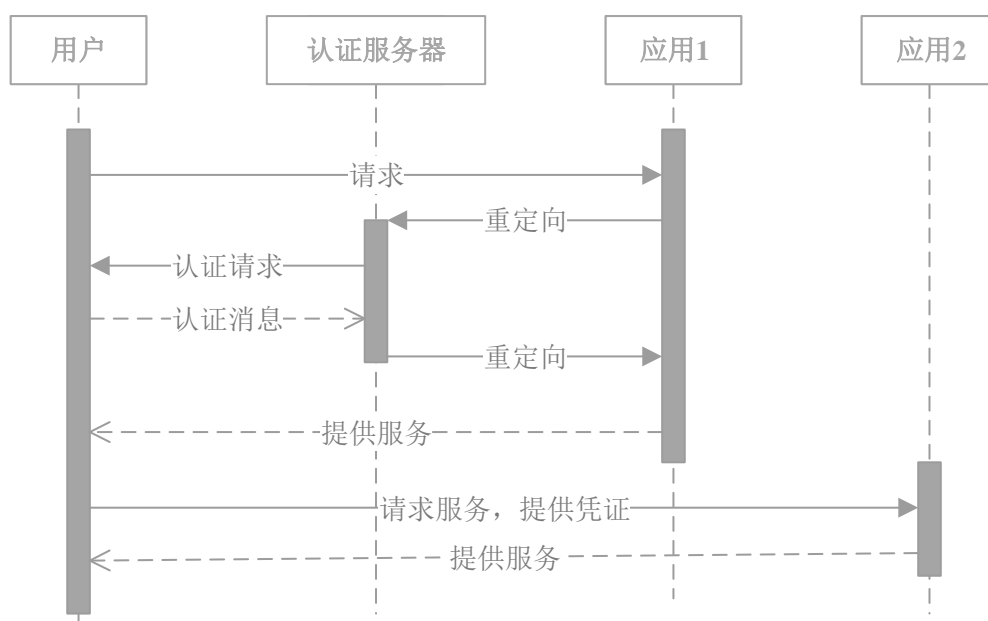 用户
认证服务器
应用1
应用2
请求
重定向
认证请求
认证消息
重定向
提供服务
请求服务，提供凭证
提供服务